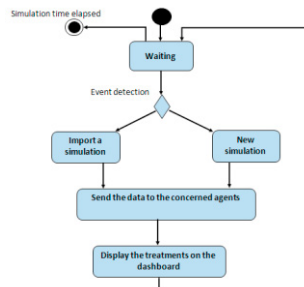 Simulation time elapsed
Waiting
Event detection
Import a
simulation
New
simulation
Send the data to the concerned agents
Display the treatments on the
dashboard